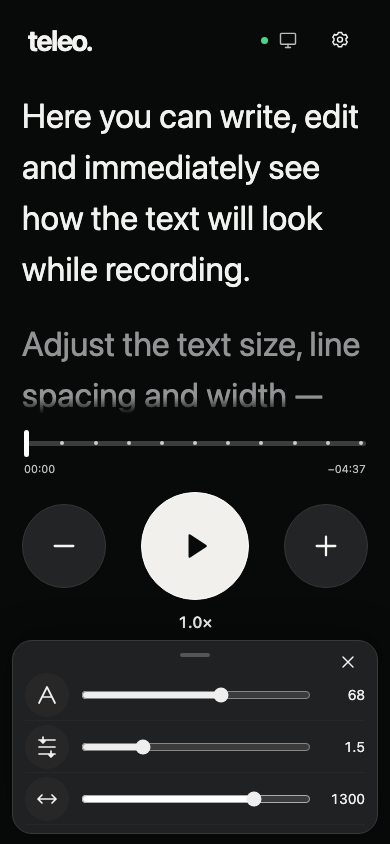 teleo.
Here you can write, edit
and immediately see
how the text will look
while recording.
Adjust the text size, line
spacing and width —
00:00
−04:37
1.0×
68
1.5
1300